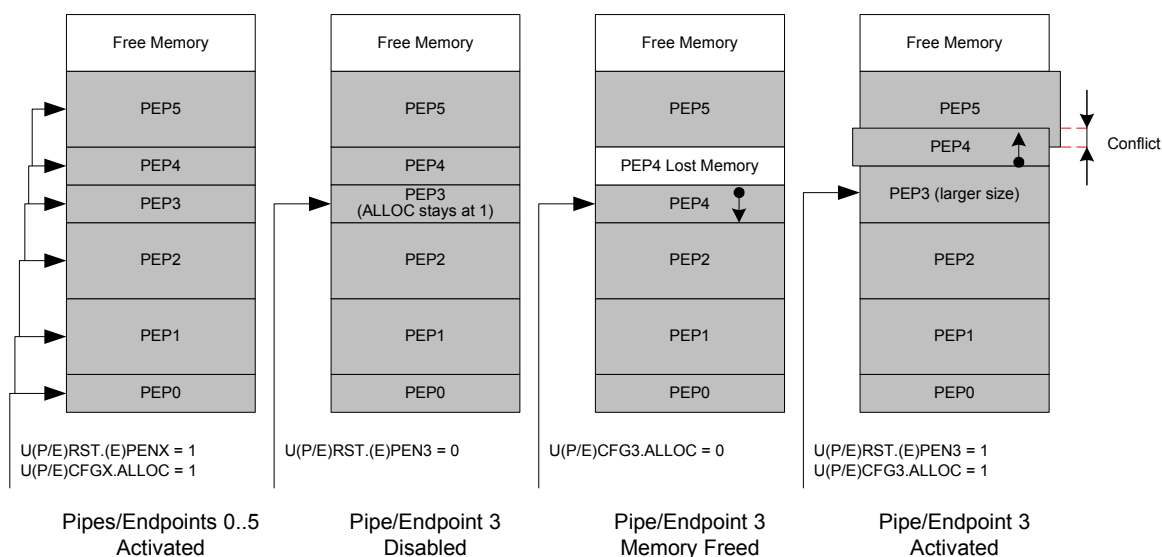 Free Memory
PEP5
PEP4
PEP3
PEP2
PEP1
PEP0
U(P/E)RST.(E)PENX = 1
U(P/E)CFGX.ALLOC = 1
Pipes/Endpoints 0..5
Activated
Free Memory
PEP5
PEP4
PEP3
(ALLOC stays at 1)
PEP2
PEP1
PEP0
U(P/E)RST.(E)PEN3 = 0
Pipe/Endpoint 3
Disabled
Free Memory
PEP5
PEP4 Lost Memory
PEP4
PEP2
PEP1
PEP0
U(P/E)CFG3.ALLOC = 0
Pipe/Endpoint 3
Memory Freed
Free Memory
PEP5
PEP4
Conflict
PEP3 (larger size)
PEP2
PEP1
PEP0
U(P/E)RST.(E)PEN3 = 1
U(P/E)CFG3.ALLOC = 1
Pipe/Endpoint 3
Activated